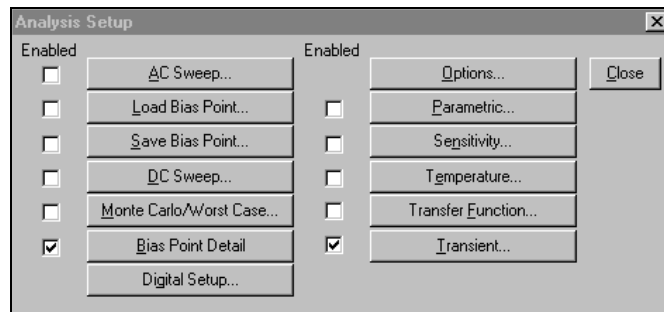 Analysis Setup
Enabled
AC Sweep...
Load Bias Point...
Save Bias Point...
DC Sweep...
Monte Carlo/Worst Case...
Bias Point Detail
Digital Setup...
Enabled
Options...
Parametric...
Sensitivity...
Temperature...
Transfer Function...
Transient...
Close